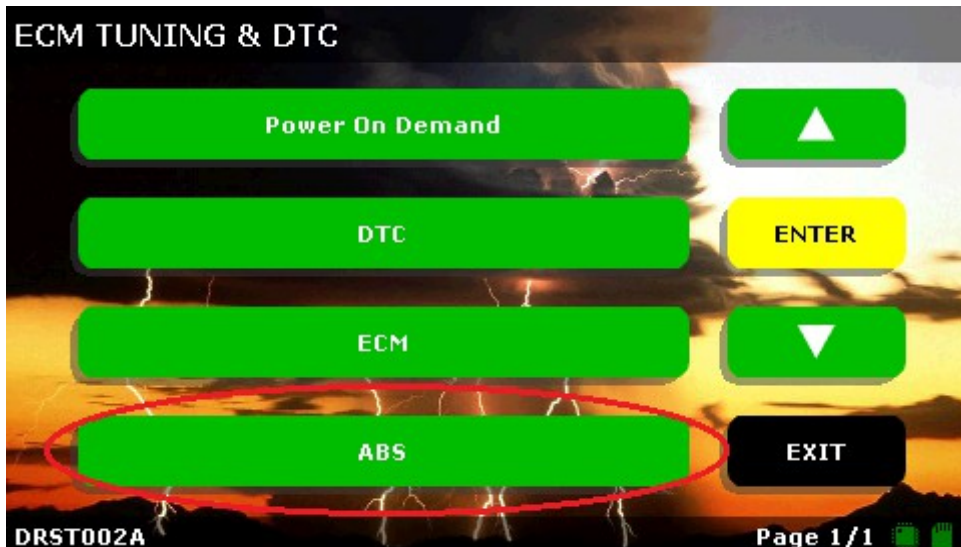 ECM TUNING & DTC
Power On Demand
DTC
ENTER
ECM
ABS
EXIT
DRST002A
Page 1/1